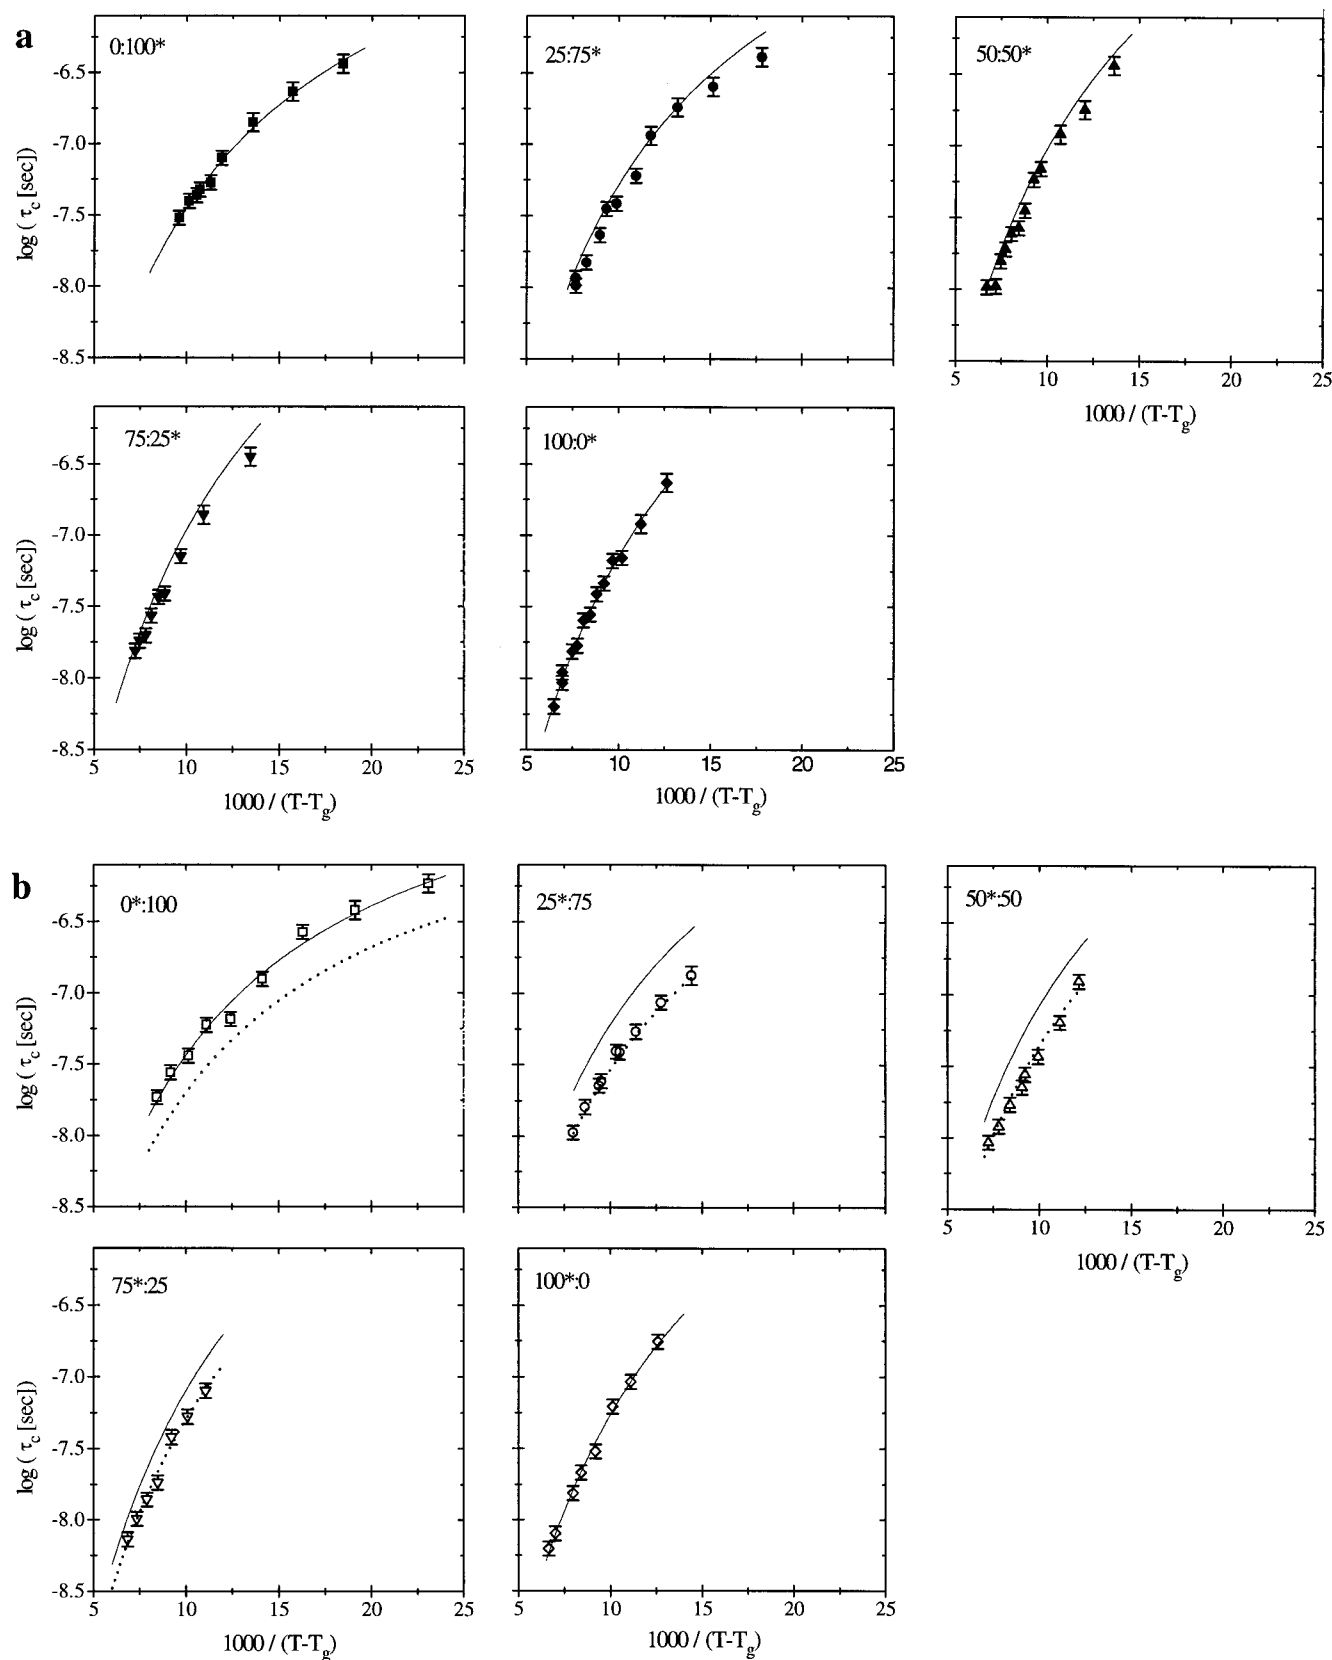 a
0:100*
25:75*
50:50*
log ( τc [sec])
-6.5
-7.0
-7.5
-8.0
-8.5
5 10 15 20 25
1000 / (T-Tg)
75:25*
100:0*
log ( τc [sec])
-6.5
-7.0
-7.5
-8.0
-8.5
5 10 15 20 25
5 10 15 20 25
1000 / (T-Tg)
1000 / (T-Tg)
b
0*:100
25*:75
50*:50
log ( τc [sec])
-6.5
-7.0
-7.5
-8.0
-8.5
5 10 15 20 25
1000 / (T-Tg)
75*:25
100*:0
log ( τc [sec])
-6.5
-7.0
-7.5
-8.0
-8.5
5 10 15 20 25
5 10 15 20 25
1000 / (T-Tg)
1000 / (T-Tg)